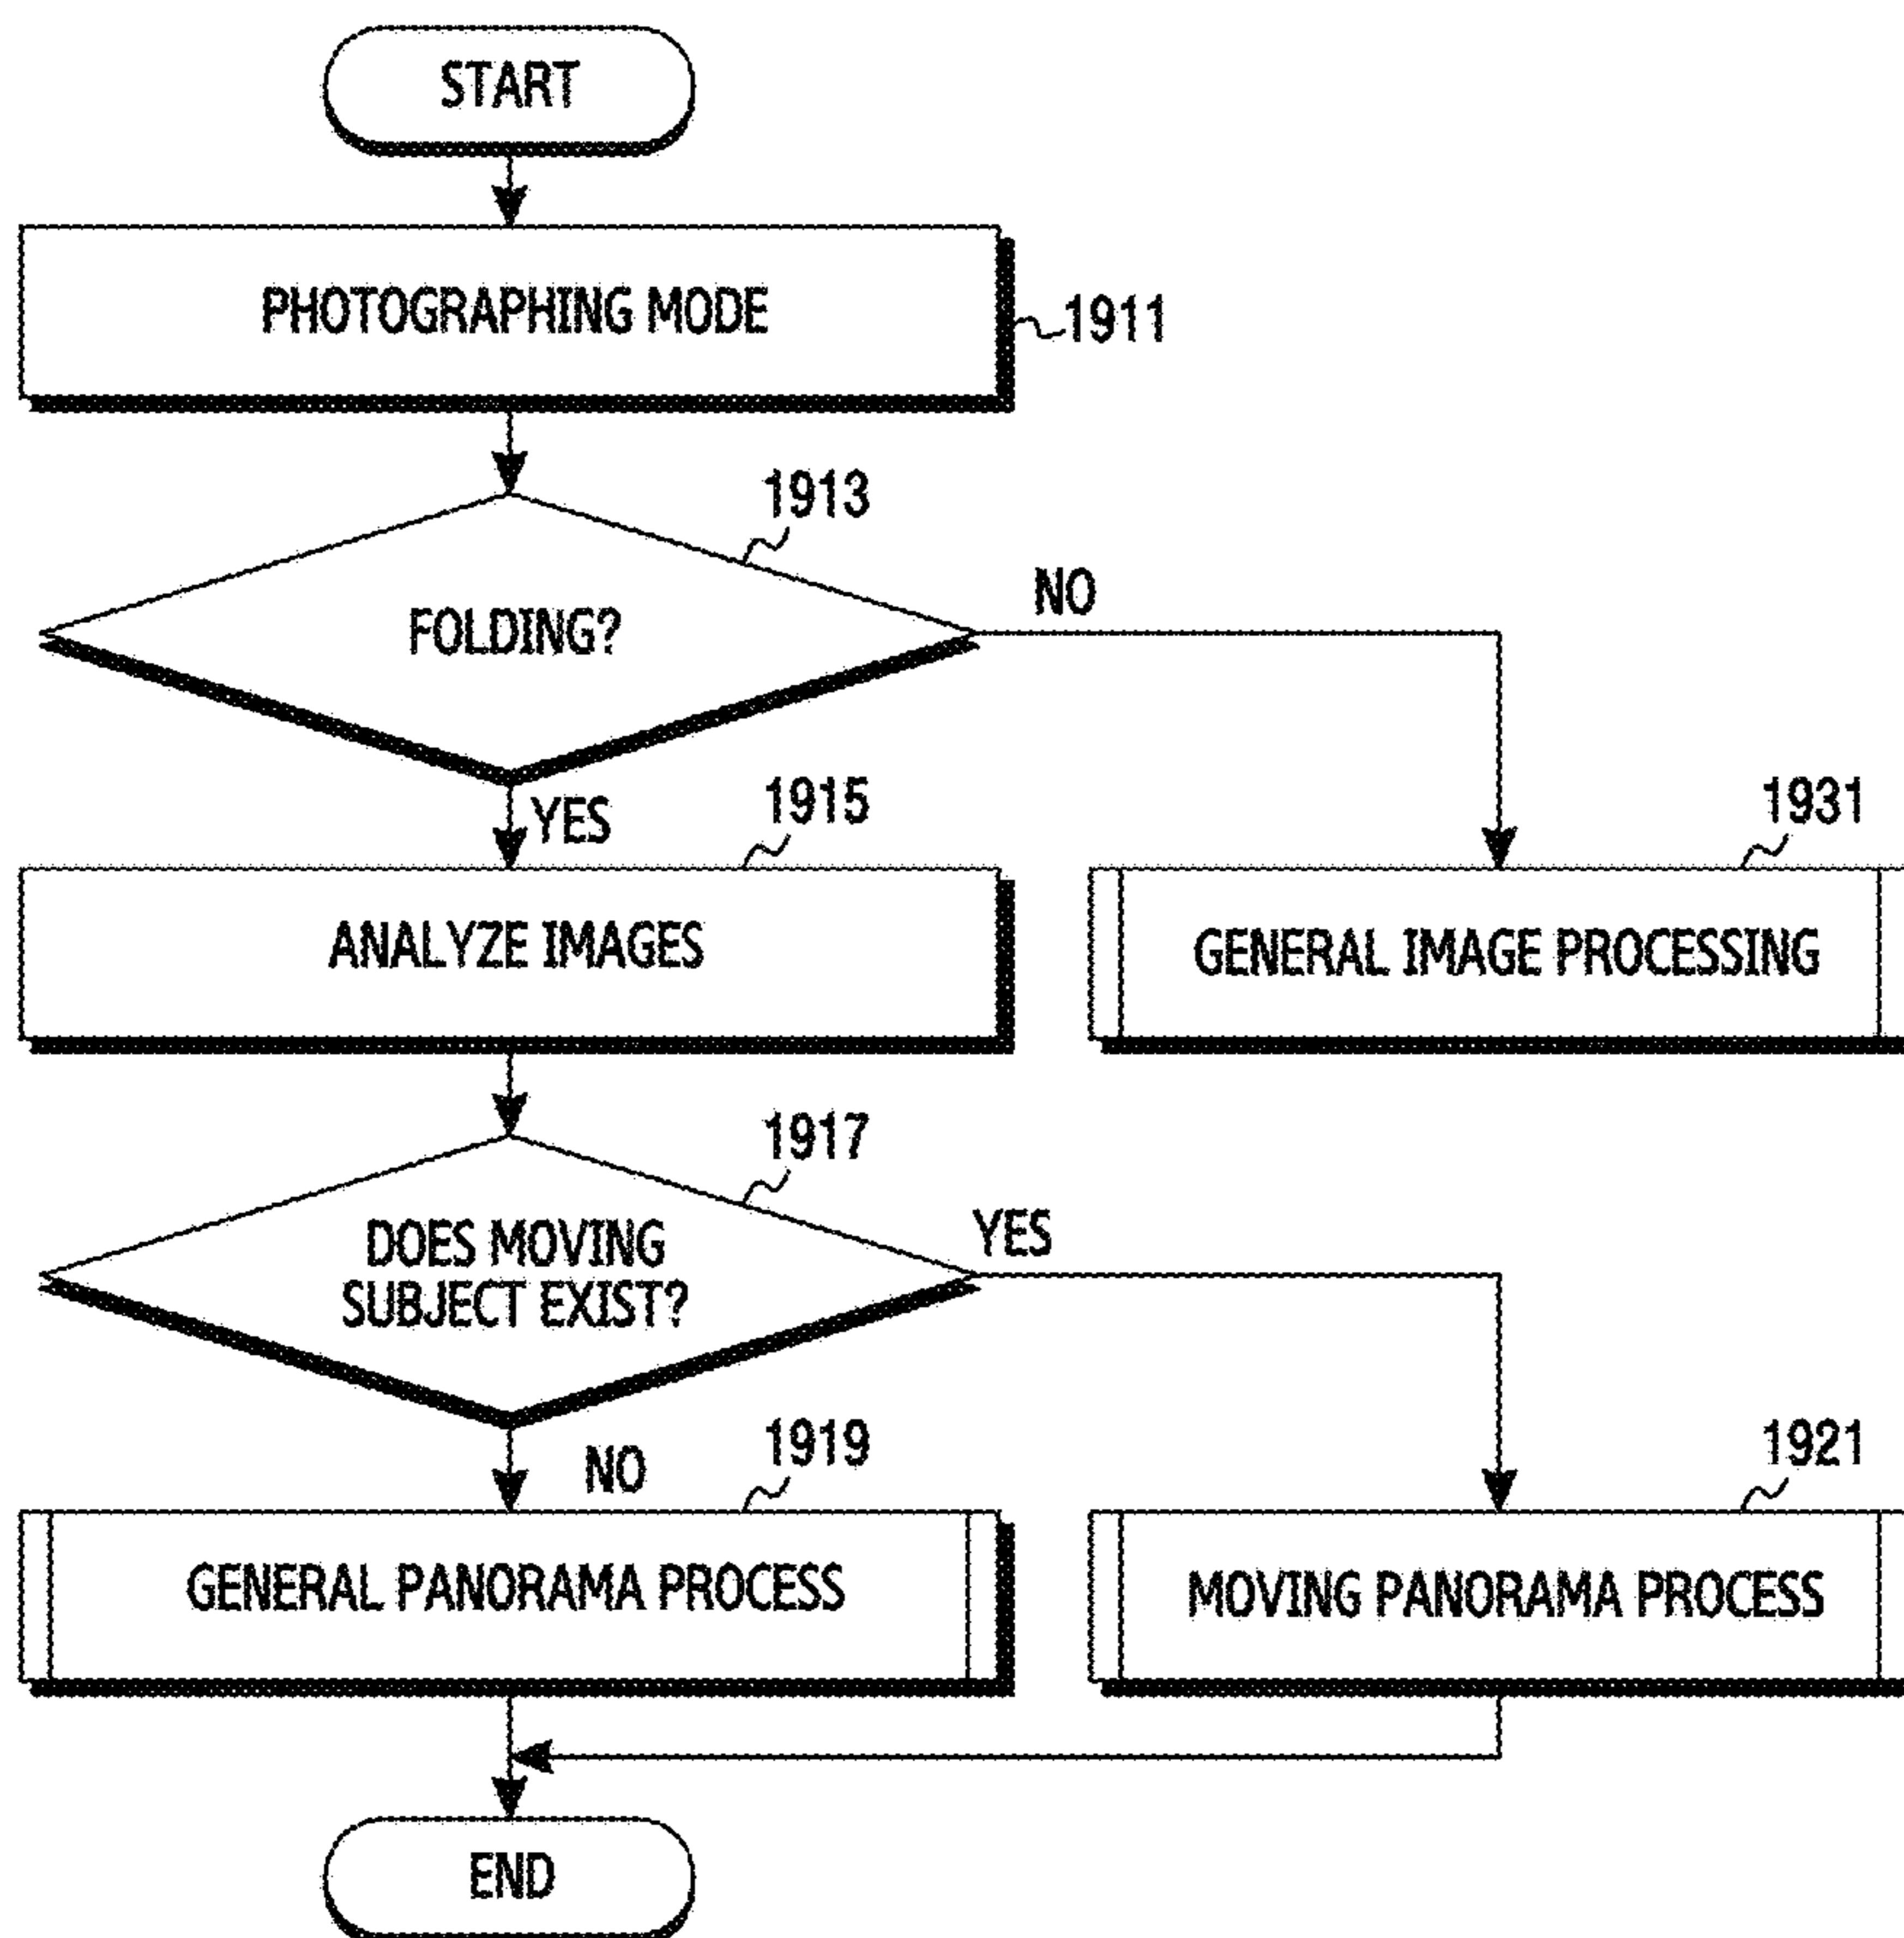 START
PHOTOGRAPHING MODE
1911
1913
FOLDING?
NO
YES
1915
1931
ANALYZE IMAGES
GENERAL IMAGE PROCESSING
1917
DOES MOVING
SUBJECT EXIST?
YES
NO
1919
1921
GENERAL PANORAMA PROCESS
MOVING PANORAMA PROCESS
END